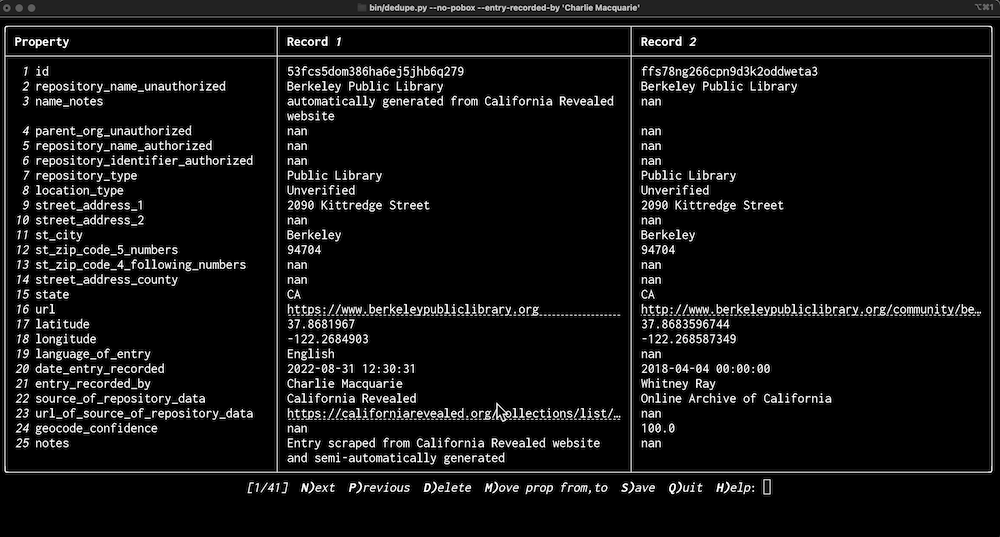 bin/dedupe.py --no-pobox --entry-recorded-by 'Charlie Macquarie'
⌥⌘1
Property Record 1 Record 2
1 id 53fcs5dom386ha6ej5jhb6q279 ffs78ng266cpn9d3k2oddweta3
2 repository_name_unauthorized Berkeley Public Library Berkeley Public Library
3 name_notes automatically generated from California Revealed nan
website
4 parent_org_unauthorized nan nan
5 repository_name_authorized nan nan
6 repository_identifier_authorized nan nan
7 repository_type Public Library Public Library
8 location_type Unverified Unverified
9 street_address_1 2090 Kittredge Street 2090 Kittredge Street
10 street_address_2 nan nan
11 st_city Berkeley Berkeley
12 st_zip_code_5_numbers 94704 94704
13 st_zip_code_4_following_numbers nan nan
14 street_address_county nan nan
15 state CA CA
16 url https://www.berkeleypubliclibrary.org http://www.berkeleypubliclibrary.org/community/be…
17 latitude 37.8681967 37.8683596744
18 longitude -122.2684903 -122.268587349
19 language_of_entry English nan
20 date_entry_recorded 2022-08-31 12:30:31 2018-04-04 00:00:00
21 entry_recorded_by Charlie Macquarie Whitney Ray
22 source_of_repository_data California Revealed Online Archive of California
23 url_of_source_of_repository_data https://californiarevealed.org/collections/list/… nan
24 geocode_confidence nan 100.0
25 notes Entry scraped from California Revealed website nan
and semi-automatically generated
[1/41] N)ext P)revious D)elete M)ove prop from,to S)ave Q)uit H)elp: